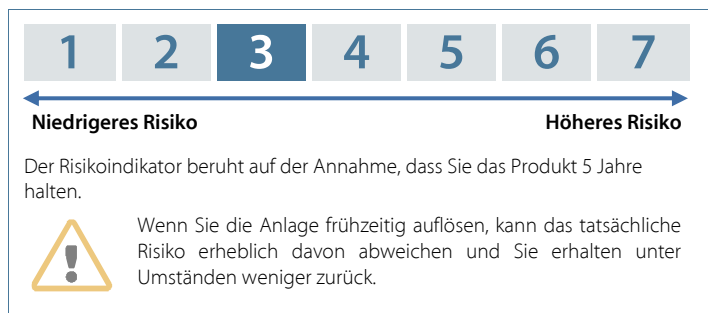 1 2 3 4 5 6 7
Niedrigeres Risiko Höheres Risiko
Der Risikoindikator beruht auf der Annahme, dass Sie das Produkt 5 Jahre
halten.
Wenn Sie die Anlage frühzeitig auflösen, kann das tatsächliche
Risiko erheblich davon abweichen und Sie erhalten unter
Umständen weniger zurück.